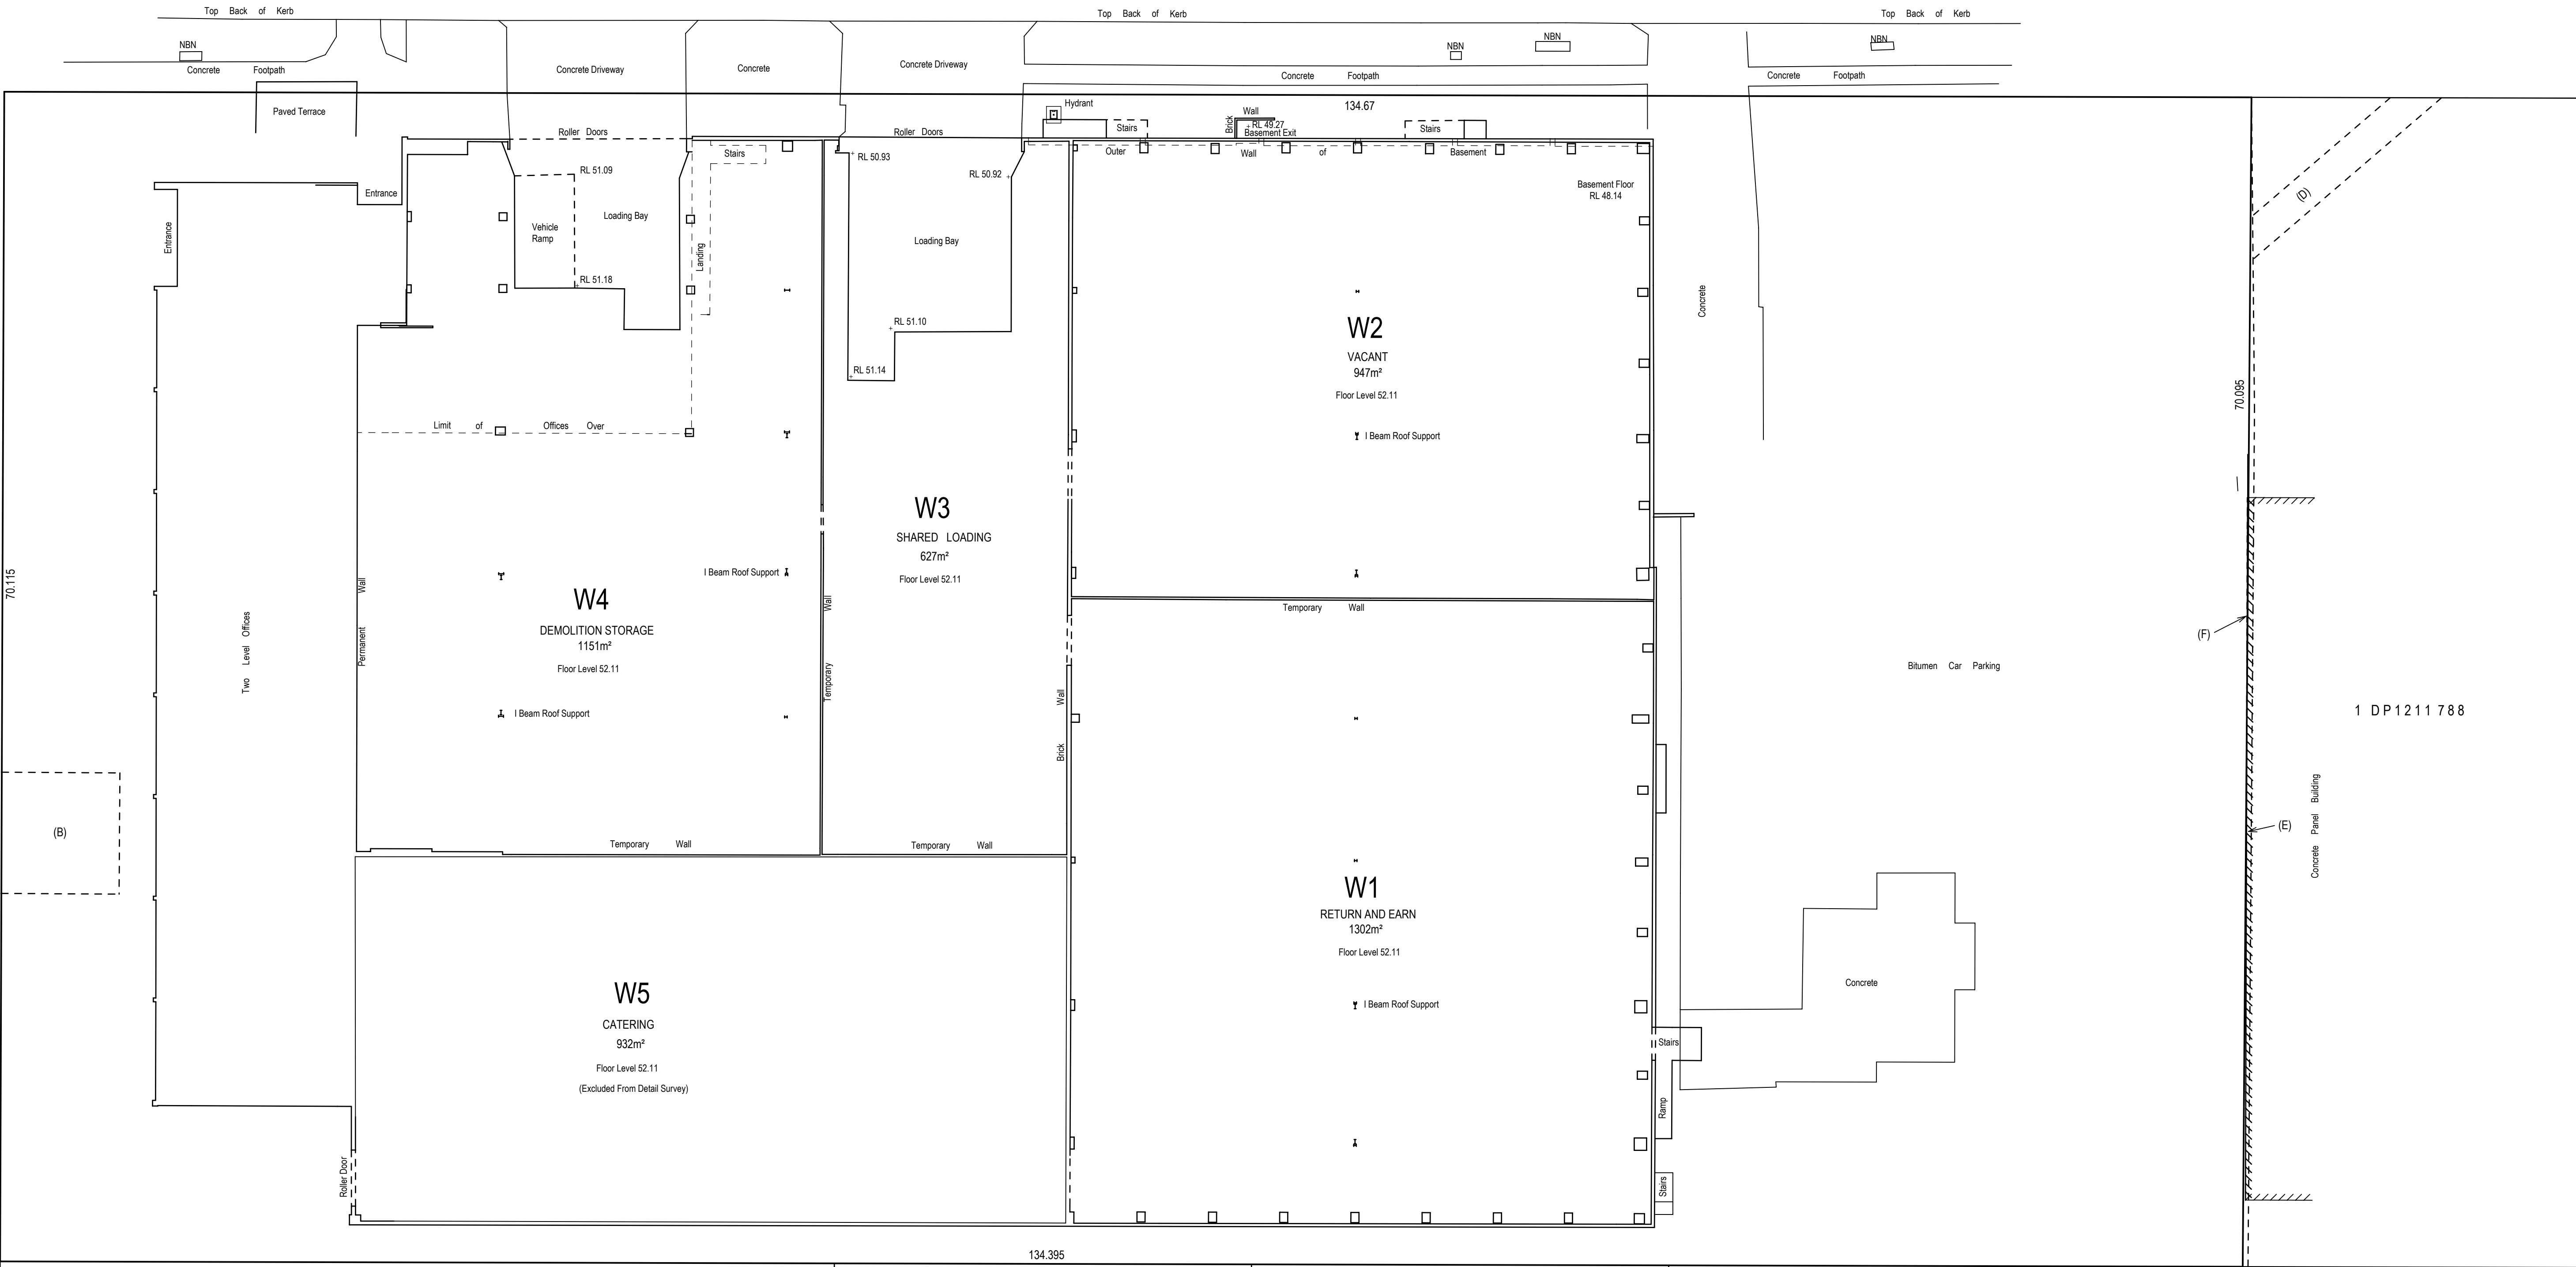 Top Back of Kerb
Top Back of Kerb
Top Back of Kerb
NBN
NBN
NBN
NBN
Concrete Footpath
Concrete Driveway
Concrete
Concrete Driveway
Concrete Footpath
Concrete Footpath
Paved Terrace
Hydrant
134.67
Roller Doors
Roller Doors
Stairs
Brick
Wall
RL 49.27
Basement Exit
Stairs
Stairs
Outer Wall of Basement
RL 50.93
RL 50.92
RL 51.09
Entrance
Entrance
Vehicle
Ramp
Loading Bay
Landing
Loading Bay
RL 51.18
RL 51.10
RL 51.14
Basement Floor
RL 48.14
Concrete
(D)
W2
VACANT
947m²
Floor Level 52.11
I Beam Roof Support
70.095
Limit of Offices Over
W3
SHARED LOADING
627m²
Floor Level 52.11
I Beam Roof Support
W4
DEMOLITION STORAGE
1151m²
Floor Level 52.11
I Beam Roof Support
70.115
Two Level Offices
Permanent Wall
Temporary Wall
Brick Wall
Temporary Wall
(F)
Bitumen Car Parking
1 DP1211788
Concrete Panel Building
(E)
(B)
Temporary Wall
Temporary Wall
W1
RETURN AND EARN
1302m²
Floor Level 52.11
I Beam Roof Support
Concrete
W5
CATERING
932m²
Floor Level 52.11
(Excluded From Detail Survey)
Stairs
Ramp
Stairs
Roller Door
134.395